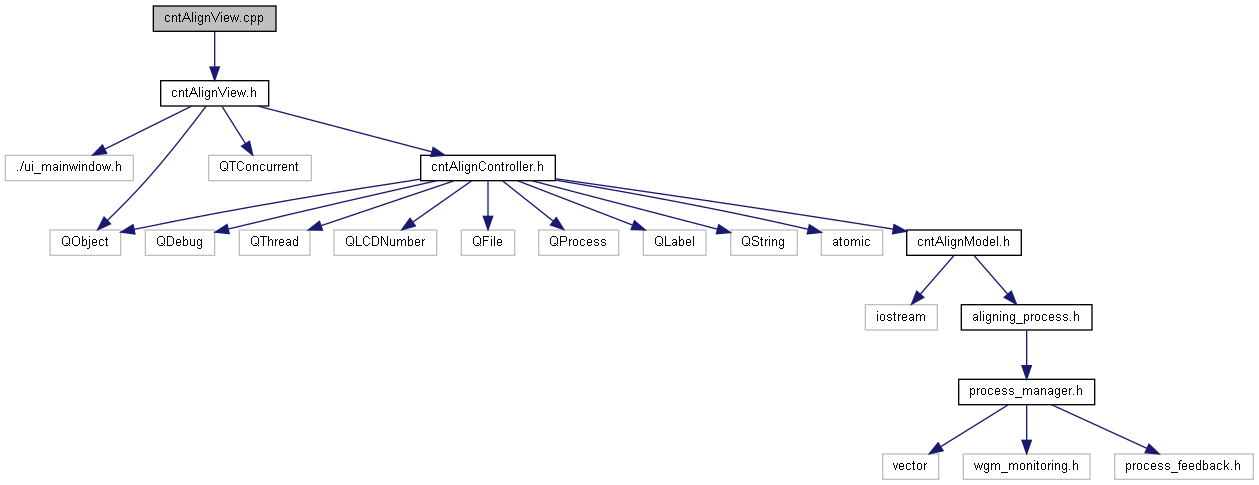 cntAlignView.cpp
cntAlignView.h
../ui_mainwindow.h
QTConcurrent
cntAlignController.h
QObject
QDebug
QThread
QLCDNumber
QFile
QProcess
QLabel
QString
atomic
cntAlignModel.h
iostream
aligning_process.h
process_manager.h
vector
wgm_monitoring.h
process_feedback.h